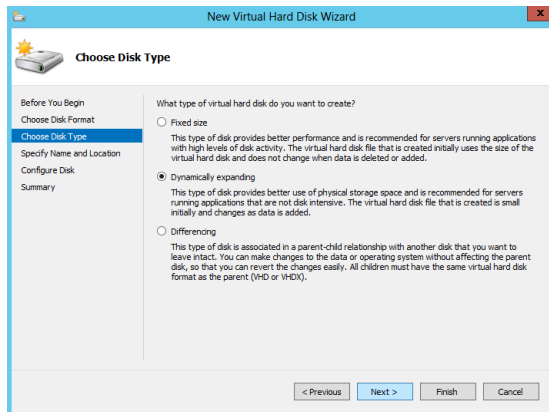 New Virtual Hard Disk Wizard
x
Choose Disk Type
Before You Begin
Choose Disk Format
Choose Disk Type
Specify Name and Location
Configure Disk
Summary
What type of virtual hard disk do you want to create?
Fixed size
This type of disk provides better performance and is recommended for servers running applications
with high levels of disk activity. The virtual hard disk file that is created initially uses the size of the
virtual hard disk and does not change when data is deleted or added.
Dynamically expanding
This type of disk provides better use of physical storage space and is recommended for servers
running applications that are not disk intensive. The virtual hard disk file that is created is small
initially and changes as data is added.
Differencing
This type of disk is associated in a parent-child relationship with another disk that you want to
leave intact. You can make changes to the data or operating system without affecting the parent
disk, so that you can revert the changes easily. All children must have the same virtual hard disk
format as the parent (VHD or VHDX).
< Previous
Next >
Finish
Cancel